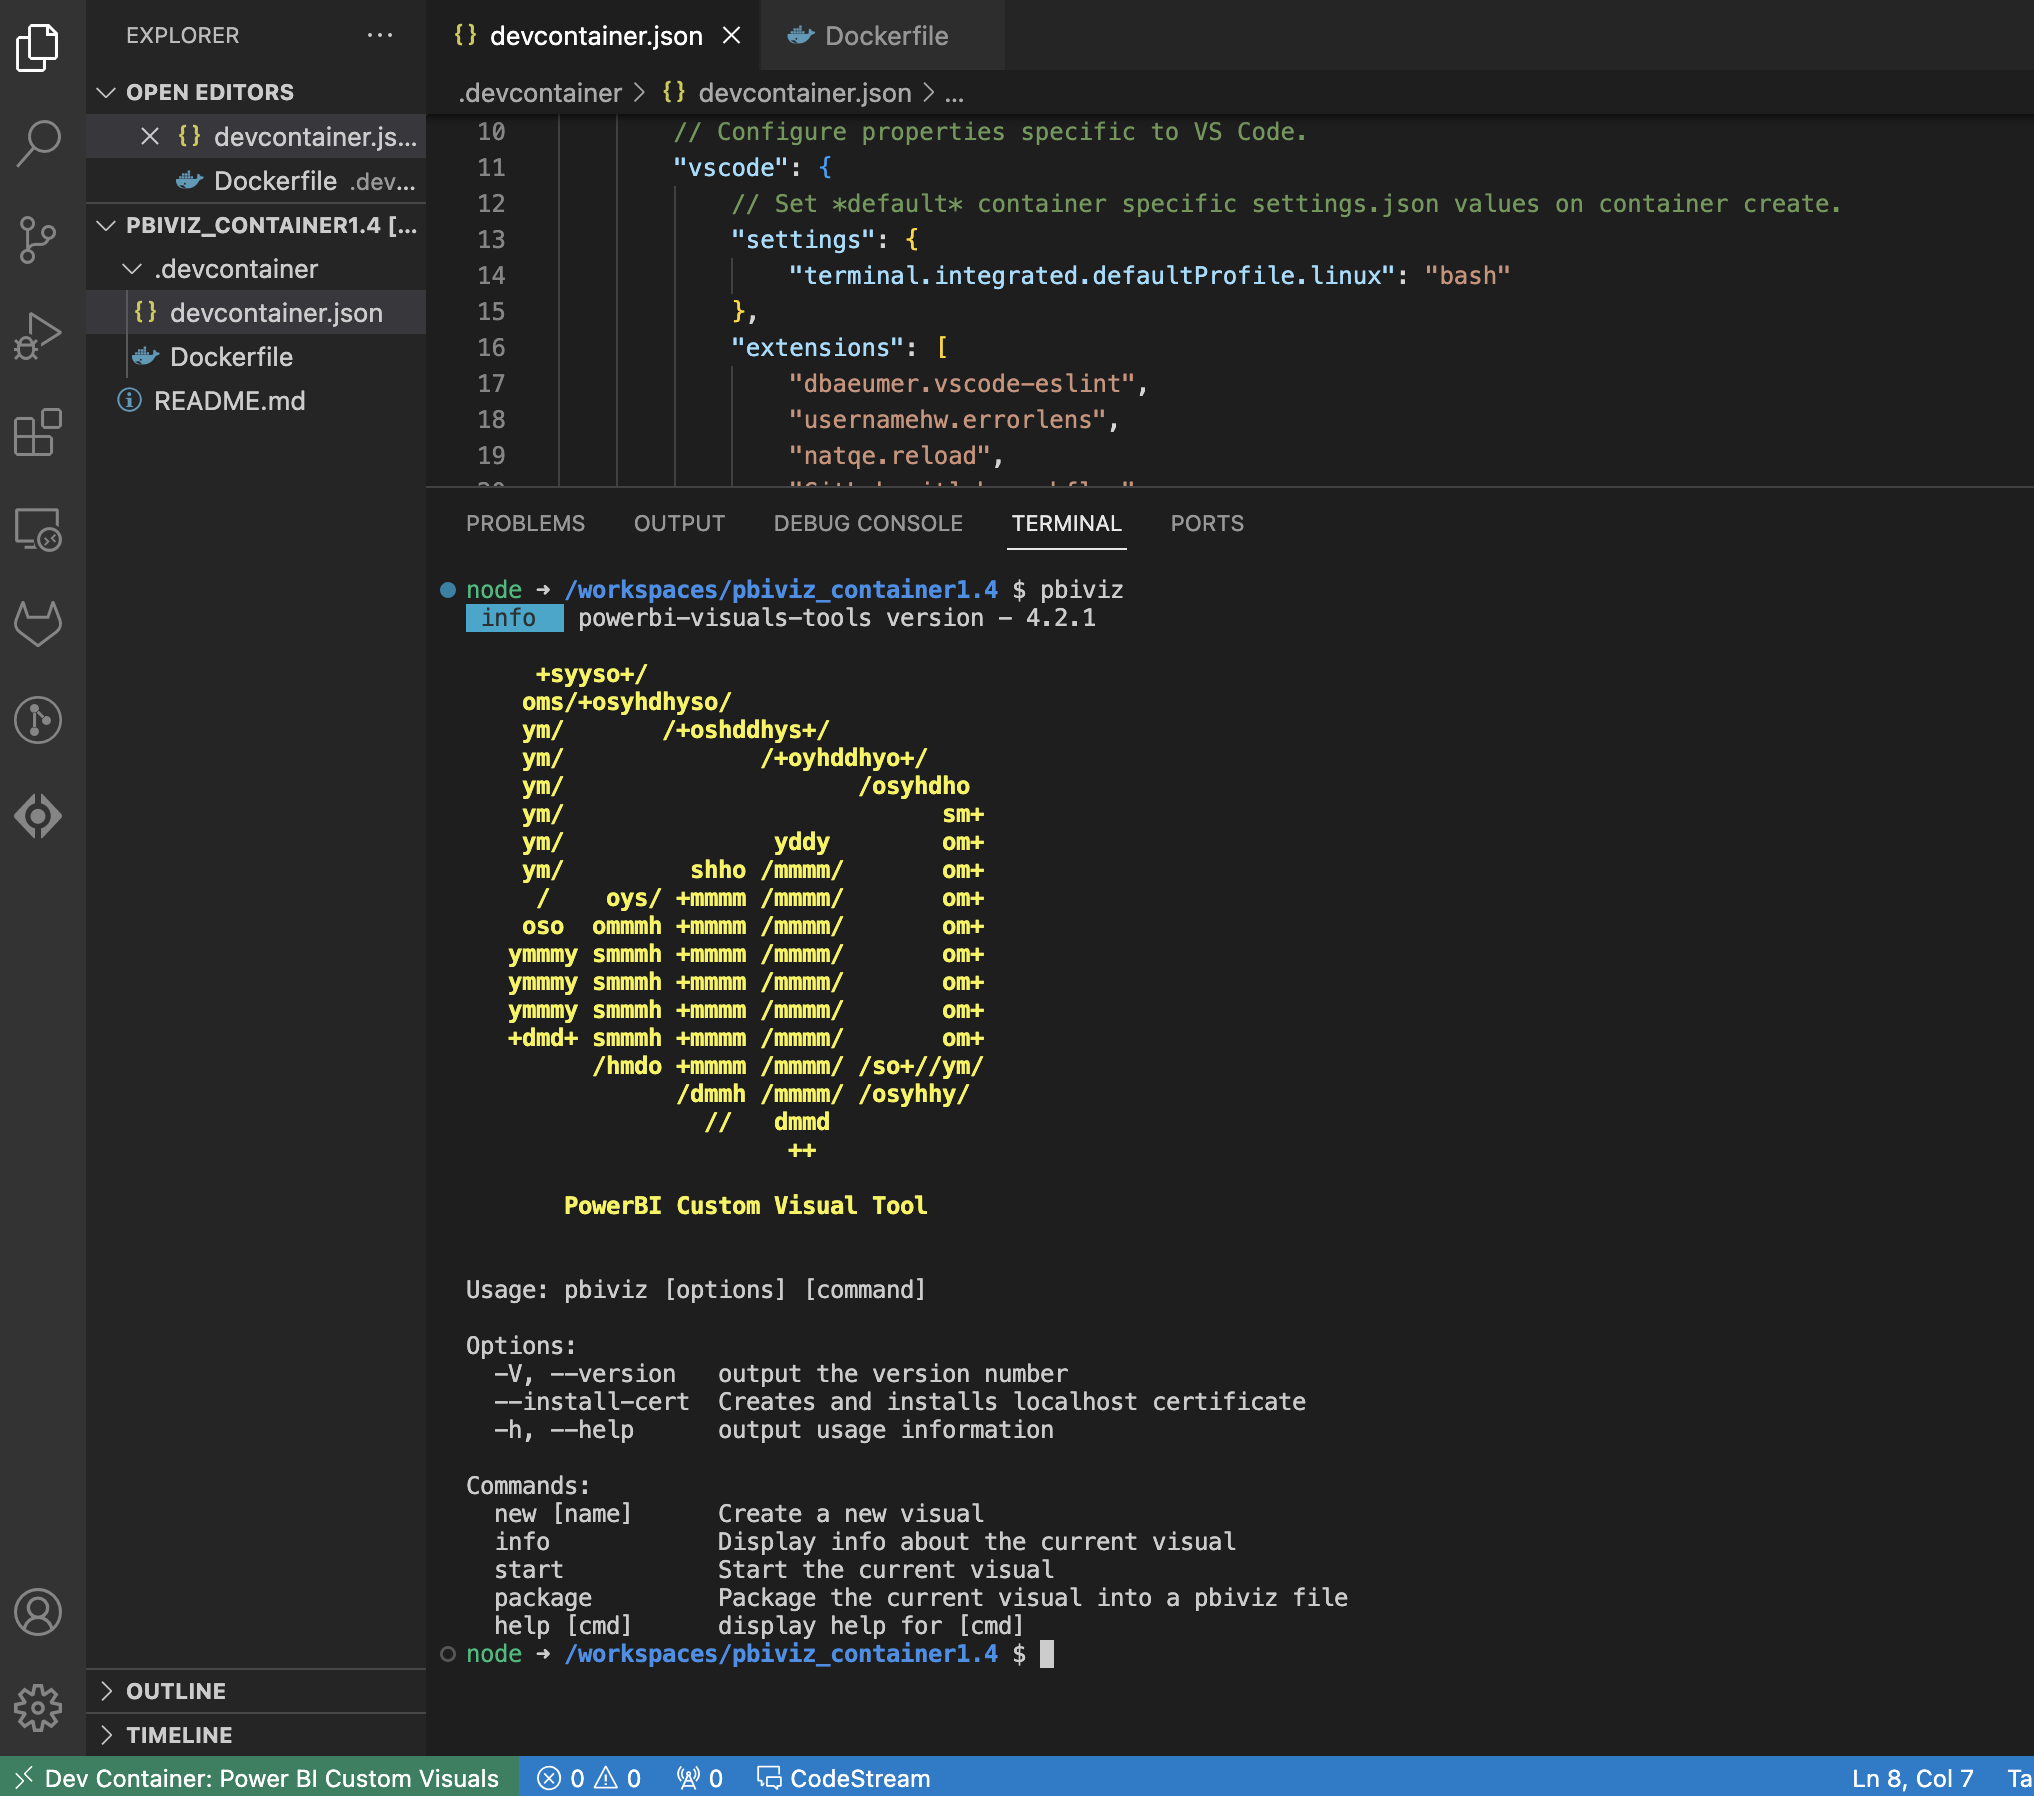 EXPLORER
OPEN EDITORS
devcontainer.js...
Dockerfile .dev...
PBIVIZ_CONTAINER1.4 [...
.devcontainer
{} devcontainer.json
Dockerfile
README.md
OUTLINE
TIMELINE
{} devcontainer.json
Dockerfile
.devcontainer > {} devcontainer.json > ...
10 // Configure properties specific to VS Code.
11 "vscode": {
12 // Set *default* container specific settings.json values on container create.
13 "settings": {
14 "terminal.integrated.defaultProfile.linux": "bash"
15 },
16 "extensions": [
17 "dbaeumer.vscode-eslint",
18 "usernamehw.errorlens",
19 "natqe.reload",
PROBLEMS OUTPUT DEBUG CONSOLE TERMINAL PORTS
node ➜ /workspaces/pbiviz_container1.4 $ pbiviz
info powerbi-visuals-tools version - 4.2.1
     +syyso+/
    oms/+osyhdhyso/
    ym/       /+oshddhys+/
    ym/              /+oyhddhyo+/
    ym/                     /osyhdho
    ym/                           sm+
    ym/               yddy        om+
    ym/         shho /mmmm/       om+
     /    oys/ +mmmm /mmmm/       om+
    oso  ommmh +mmmm /mmmm/       om+
   ymmmy smmmh +mmmm /mmmm/       om+
   ymmmy smmmh +mmmm /mmmm/       om+
   ymmmy smmmh +mmmm /mmmm/       om+
   +dmd+ smmmh +mmmm /mmmm/       om+
         /hmdo +mmmm /mmmm/ /so+//ym/
               /dmmh /mmmm/ /osyhhy/
                 //   dmmd
                       ++
PowerBI Custom Visual Tool
Usage: pbiviz [options] [command]
Options:
-V, --version   output the version number
--install-cert  Creates and installs localhost certificate
-h, --help      output usage information
Commands:
new [name]      Create a new visual
info            Display info about the current visual
start           Start the current visual
package         Package the current visual into a pbiviz file
help [cmd]      display help for [cmd]
node ➜ /workspaces/pbiviz_container1.4 $
Dev Container: Power BI Custom Visuals 0 0 0 CodeStream Ln 8, Col 7 Ta